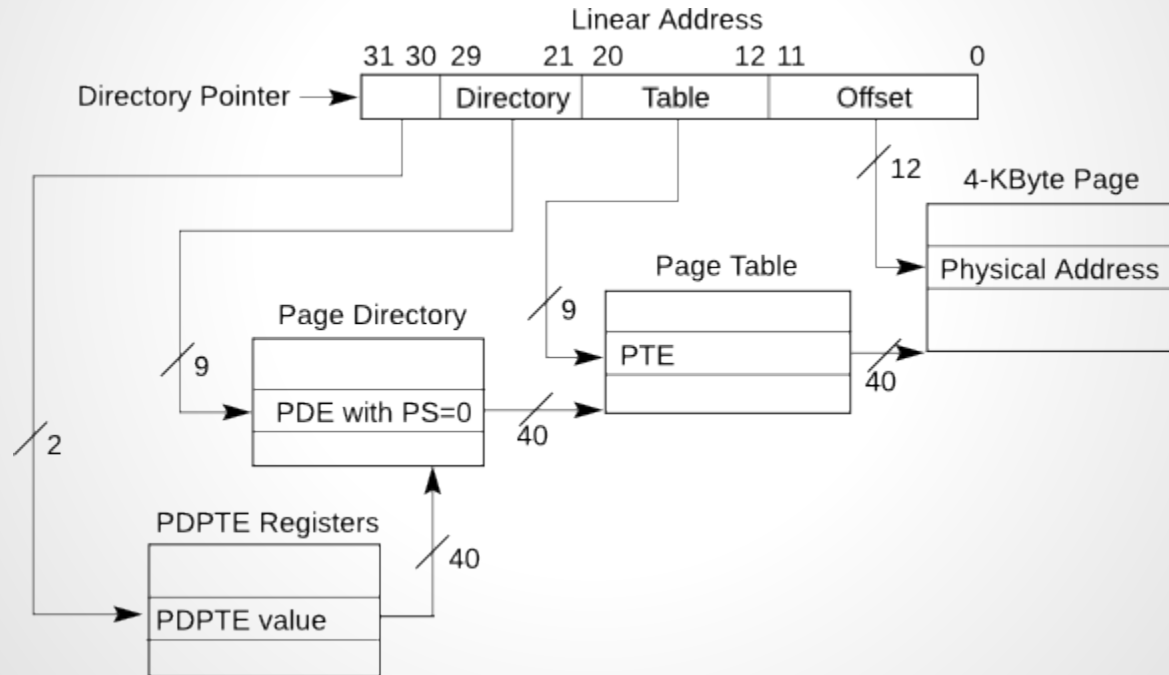 Linear Address
31 30 29 21 20 12 11 0
Directory Pointer Directory Table Offset
12
4-KByte Page
Physical Address
Page Table
9
PTE
40
Page Directory
9
PDE with PS=0
40
2
PDPTE Registers
40
PDPTE value